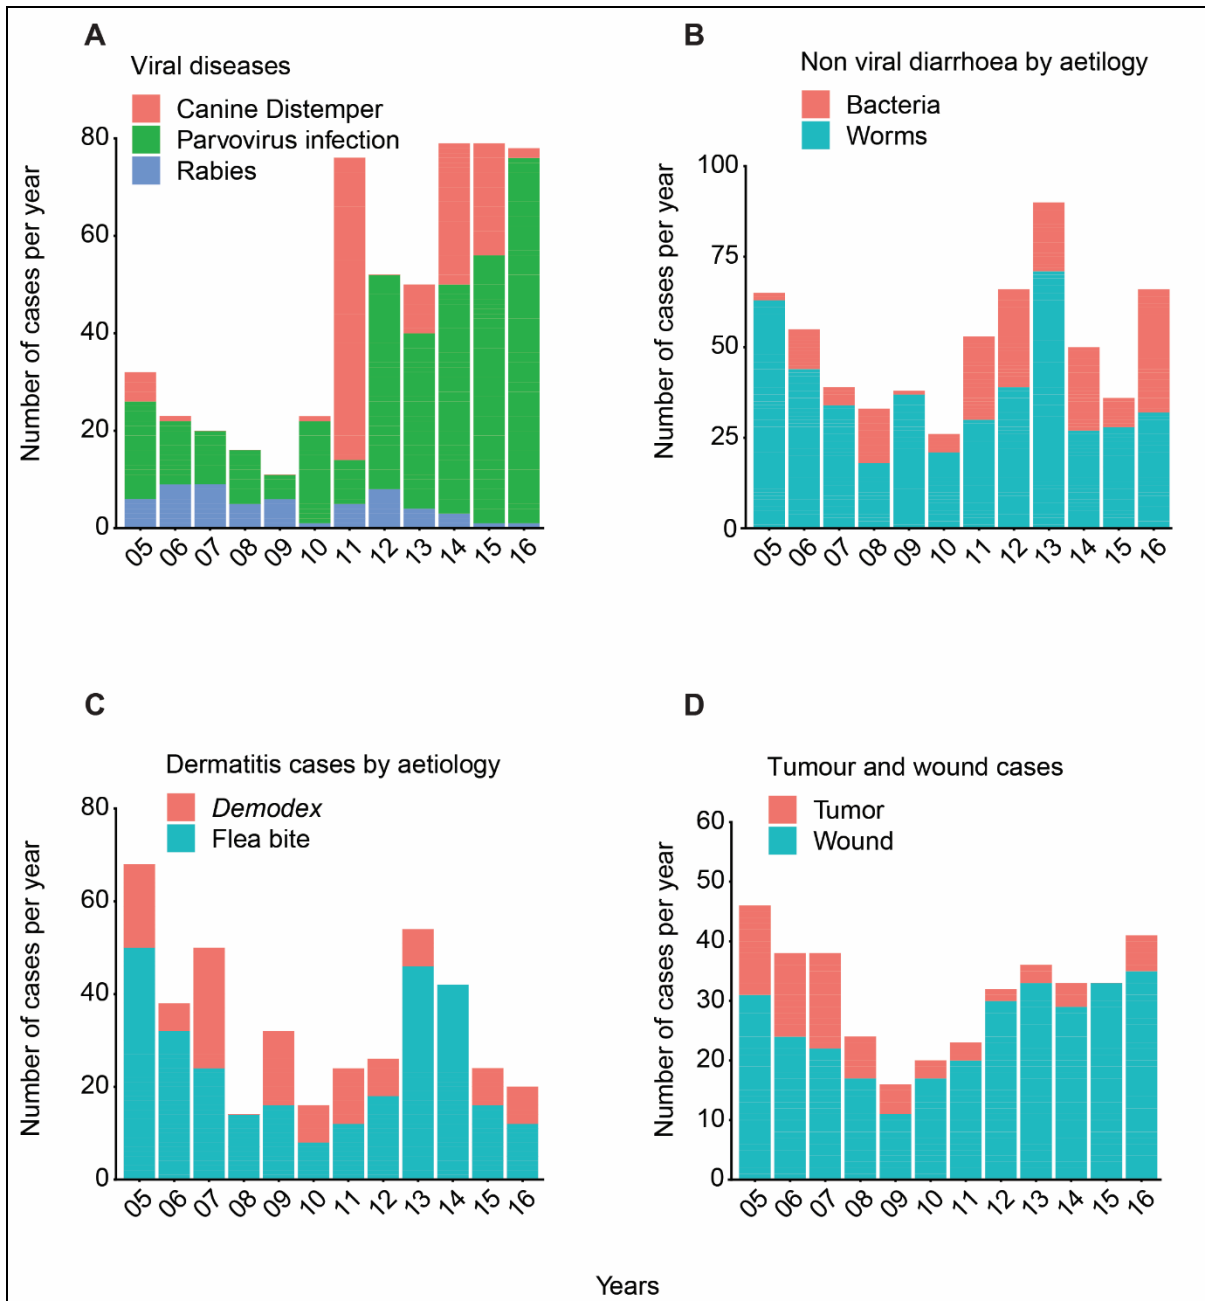 A
Viral diseases
Canine Distemper
Parvovirus infection
Rabies
Number of cases per year
80
60
40
20
0
05 06 07 08 09 10 11 12 13 14 15 16
B
Non viral diarrhoea by aetilogy
Bacteria
Worms
Number of cases per year
100
75
50
25
0
05 06 07 08 09 10 11 12 13 14 15 16
C
Dermatitis cases by aetiology
Demodex
Flea bite
Number of cases per year
80
60
40
20
0
05 06 07 08 09 10 11 12 13 14 15 16
D
Tumour and wound cases
Tumor
Wound
Number of cases per year
60
50
40
30
20
10
0
05 06 07 08 09 10 11 12 13 14 15 16
Years